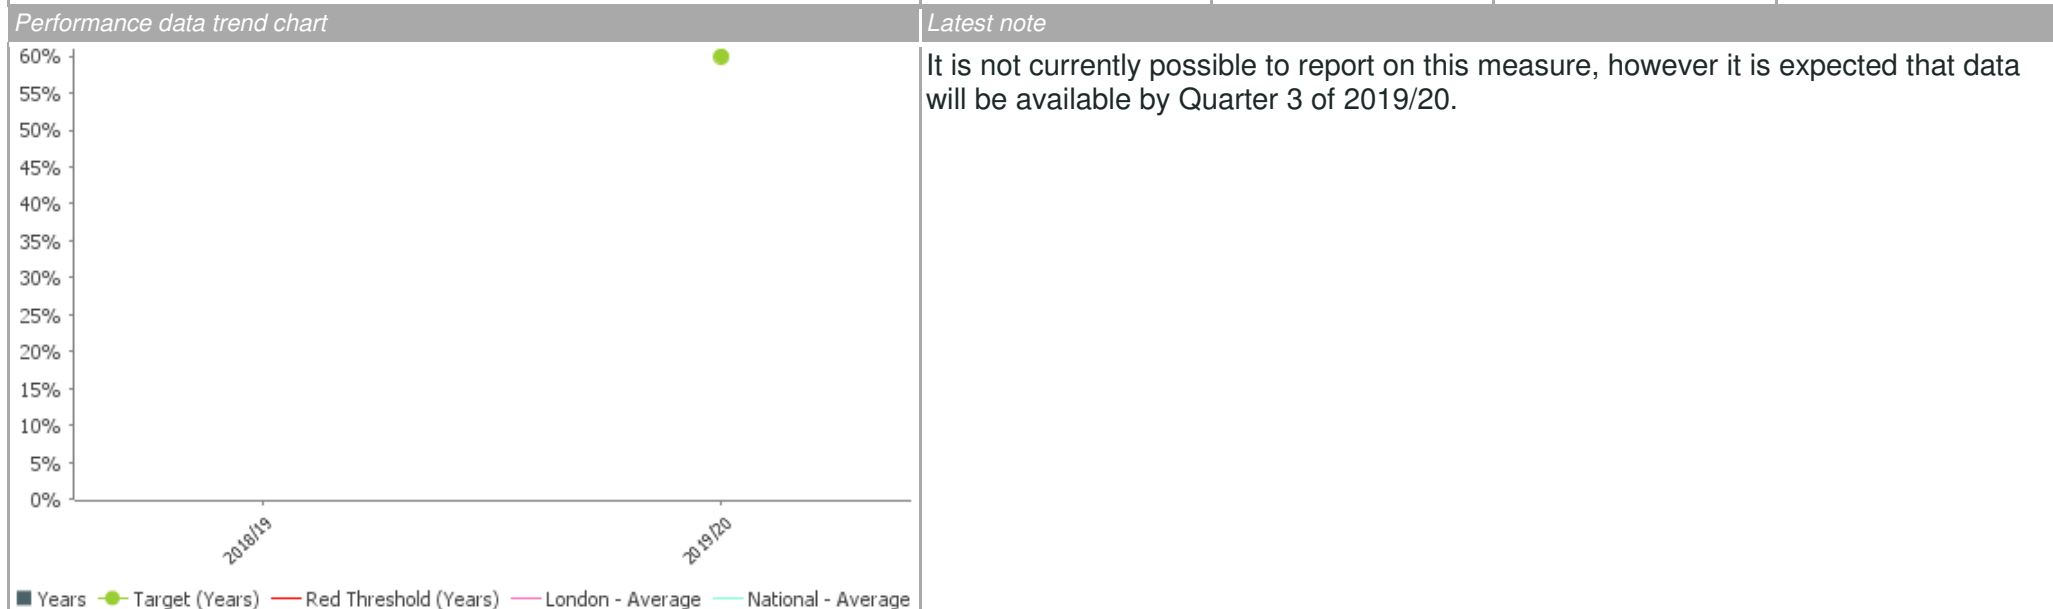 Performance data trend chart
Latest note
It is not currently possible to report on this measure, however it is expected that data
will be available by Quarter 3 of 2019/20.
60%
55%
50%
45%
40%
35%
30%
25%
20%
15%
10%
5%
0%
2018/19
2019/20
Years
Target (Years)
Red Threshold (Years)
London - Average
National - Average